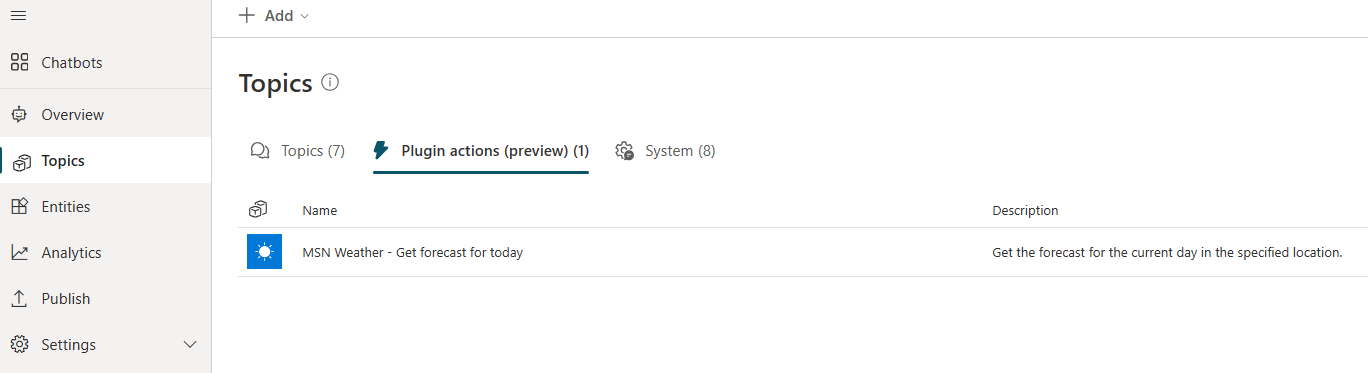 Add
Chatbots
Overview
Topics
Entities
Analytics
Publish
Settings
Topics
Topics (7)
Plugin actions (preview) (1)
System (8)
Name
Description
MSN Weather - Get forecast for today
Get the forecast for the current day in the specified location.